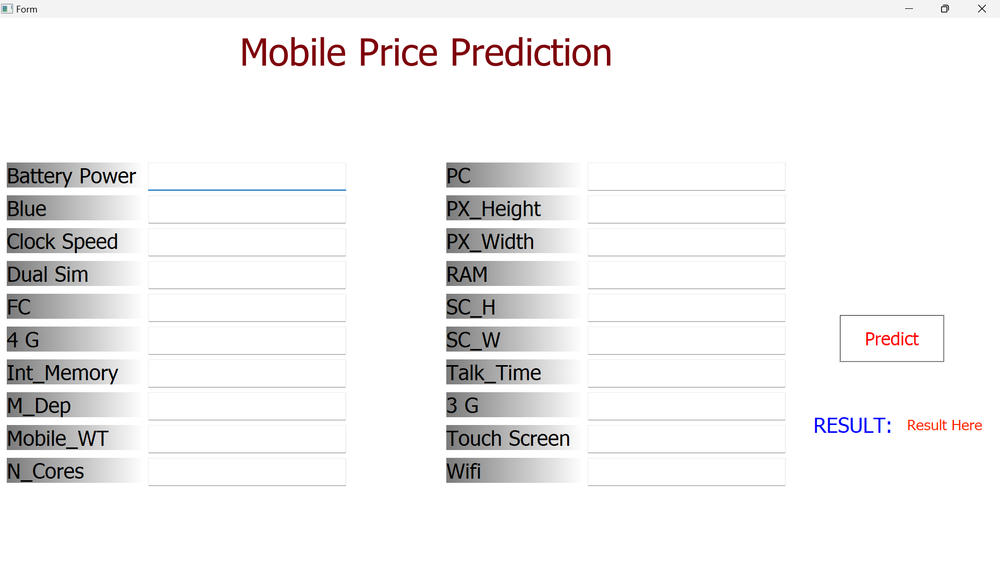 Form
Mobile Price Prediction
Battery Power
Blue
Clock Speed
Dual Sim
FC
4 G
Int_Memory
M_Dep
Mobile_WT
N_Cores
PC
PX_Height
PX_Width
RAM
SC_H
SC_W
Talk_Time
3 G
Touch Screen
Wifi
Predict
RESULT: Result Here